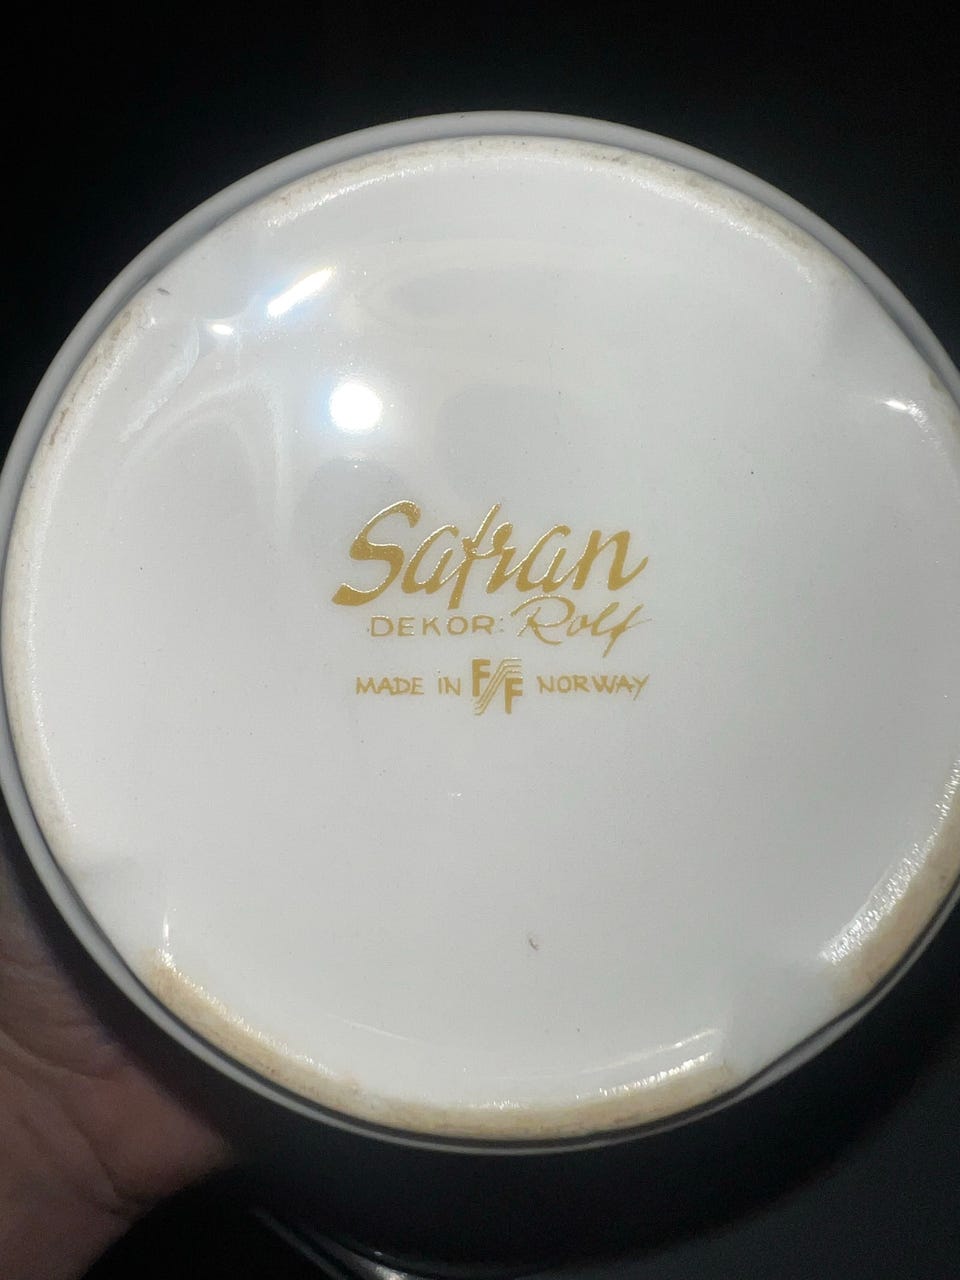 Safran
DEKOR: Rolf
MADE IN FF NORWAY